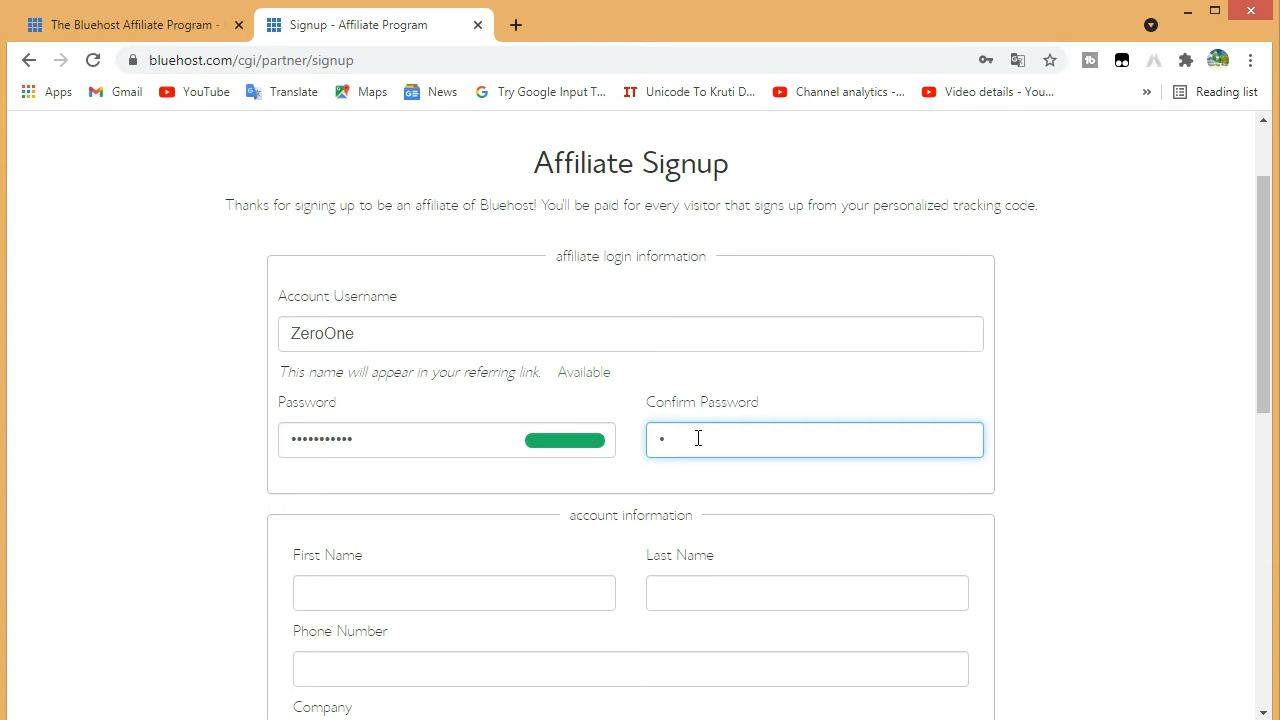 The Bluehost Affiliate Program -
Signup - Affiliate Program
bluehost.com/cgi/partner/signup
Apps
Gmail
YouTube
Translate
Maps
News
Try Google Input T...
Unicode To Kruti D...
Channel analytics -...
Video details - You...
Reading list
Affiliate Signup
Thanks for signing up to be an affiliate of Bluehost! You'll be paid for every visitor that signs up from your personalized tracking code.
affiliate login information
Account Username
ZeroOne
This name will appear in your referring link. Available
Password
Confirm Password
account information
First Name
Last Name
Phone Number
Company